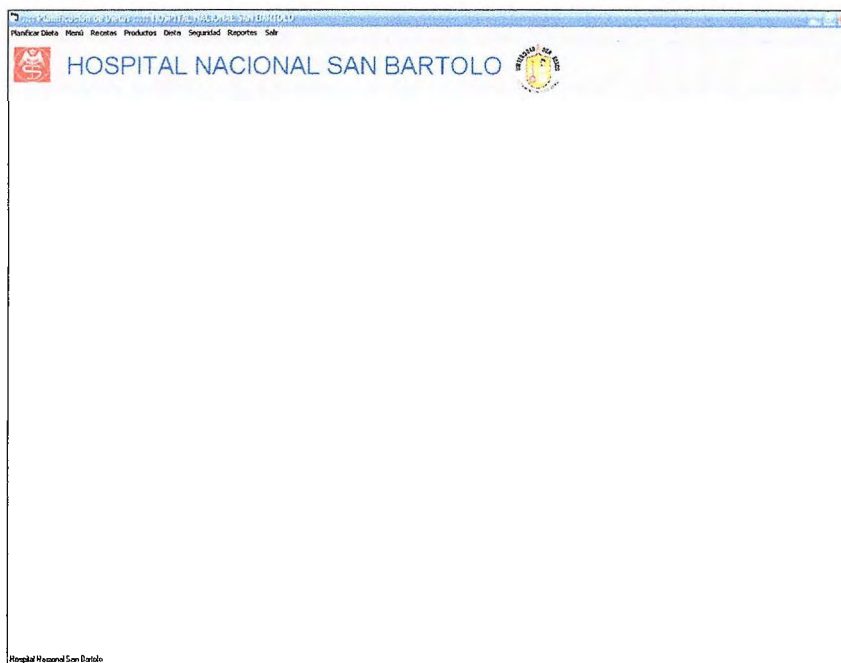 Planificación de Dietas ::::: HOSPITAL NACIONAL SAN BARTOLO
Planificar Dieta Menú Recetas Productos Dieta Seguridad Reportes Salir
HOSPITAL NACIONAL SAN BARTOLO
Hospital Nacional San Bartolo